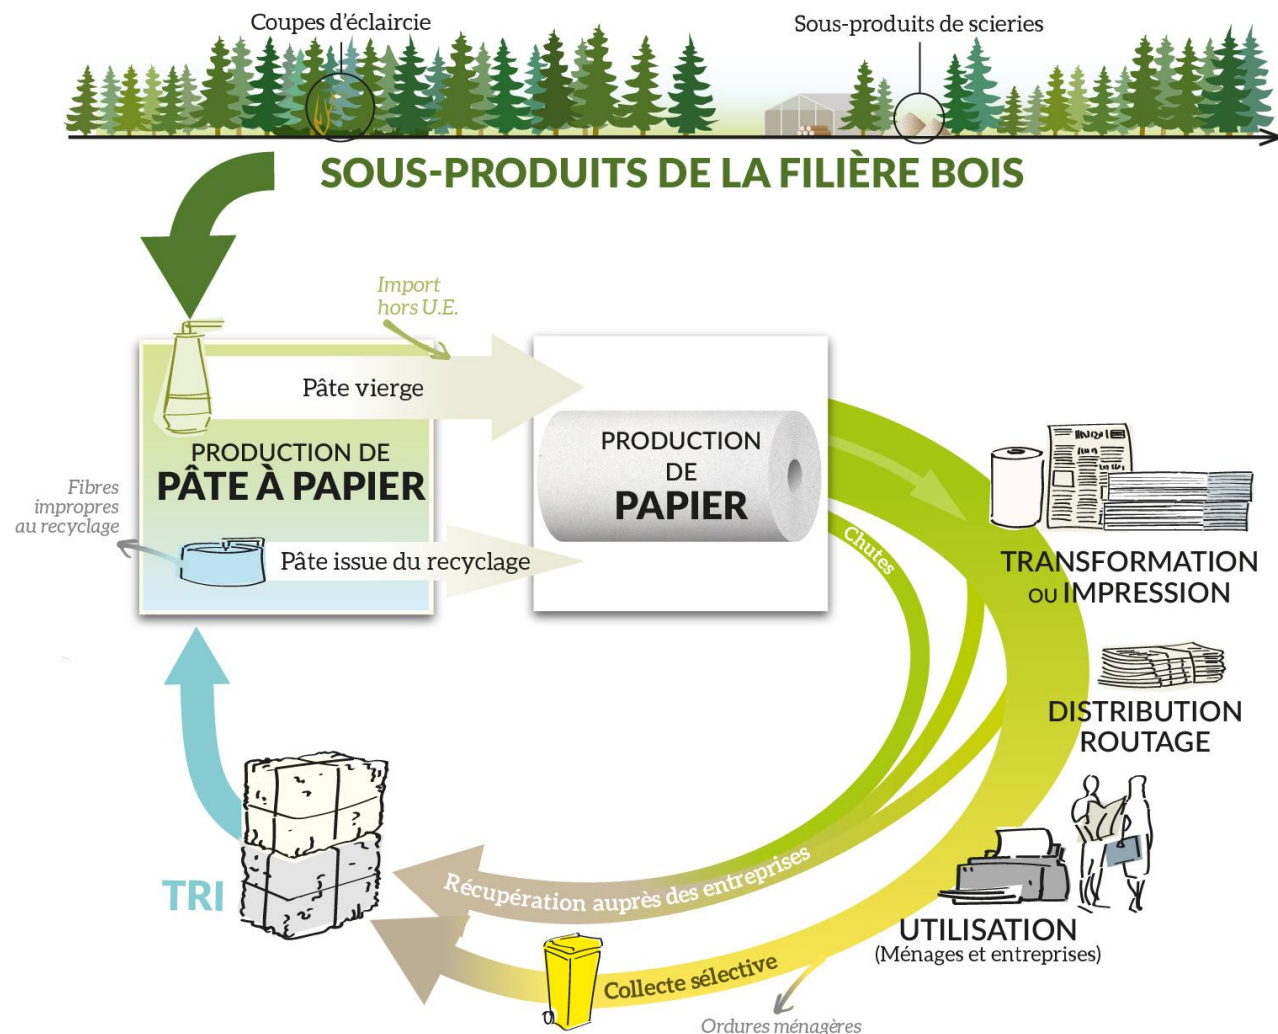 Coupes d'éclaircie
Sous-produits de scieries
SOUS-PRODUITS DE LA FILIÈRE BOIS
Import
hors U.E.
Pâte vierge
PRODUCTION DE
PÂTE À PAPIER
Fibres
impropres
au recyclage
Pâte issue du recyclage
PRODUCTION
DE
PAPIER
Chutes
TRANSFORMATION
OU IMPRESSION
DISTRIBUTION
ROUTAGE
UTILISATION
(Ménages et entreprises)
Récupération auprès des entreprises
TRI
Collecte sélective
Ordures ménagères